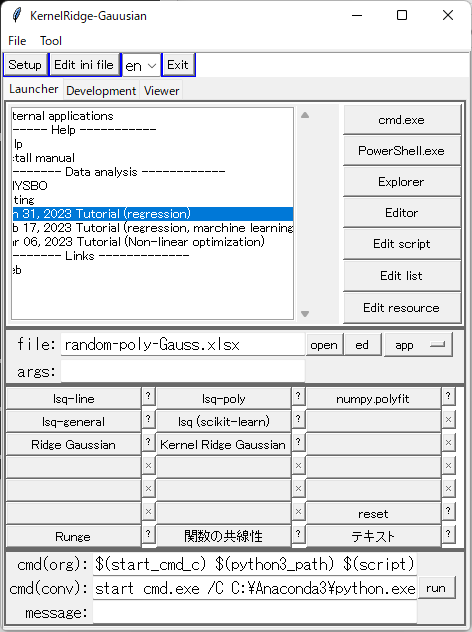 KernelRidge-Gauusian
File Tool
Setup Edit ini file en Exit
Launcher Development Viewer
ternal applications
------ Help -----------
lp
tall manual
------- Data analysis ------------
MYSBO
ting
n 31, 2023 Tutorial (regression)
b 17, 2023 Tutorial (regression, marchine learning
ar 06, 2023 Tutorial (Non-linear optimization)
------- Links -------------
eb
cmd.exe
PowerShell.exe
Explorer
Editor
Edit script
Edit list
Edit resource
file: random-poly-Gauss.xlsx open ed app
args:
lsq-line ? lsq-poly ? numpy.polyfit ?
lsq-general ? lsq (scikit-learn) ? ×
Ridge Gaussian ? Kernel Ridge Gaussian ? ×
× × ×
× × ×
× × reset ?
Runge ? 関数の共線性 ? テキスト ?
cmd(org): $(start_cmd_c) $(python3_path) $(script)
cmd(conv): start cmd.exe /C C:¥Anaconda3¥python.exe run
message: